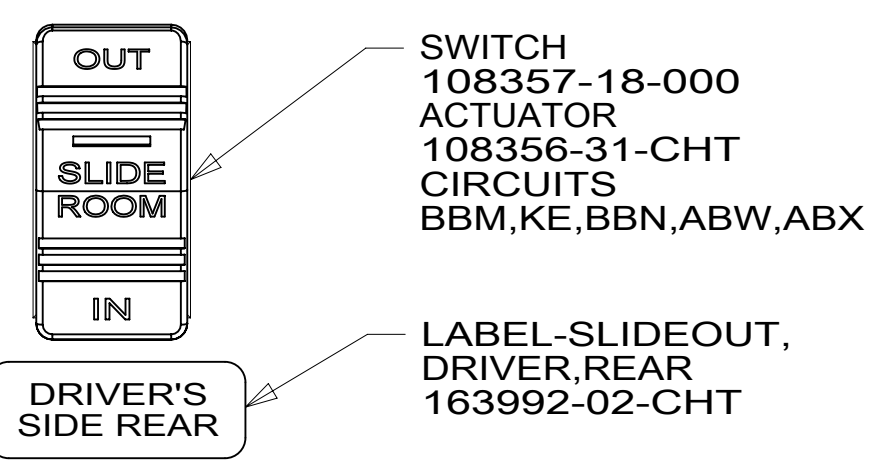 OUT
SLIDE
ROOM
IN
DRIVER'S
SIDE REAR
SWITCH
108357-18-000
ACTUATOR
108356-31-CHT
CIRCUITS
BBM,KE,BBN,ABW,ABX
LABEL-SLIDEOUT,
DRIVER,REAR
163992-02-CHT